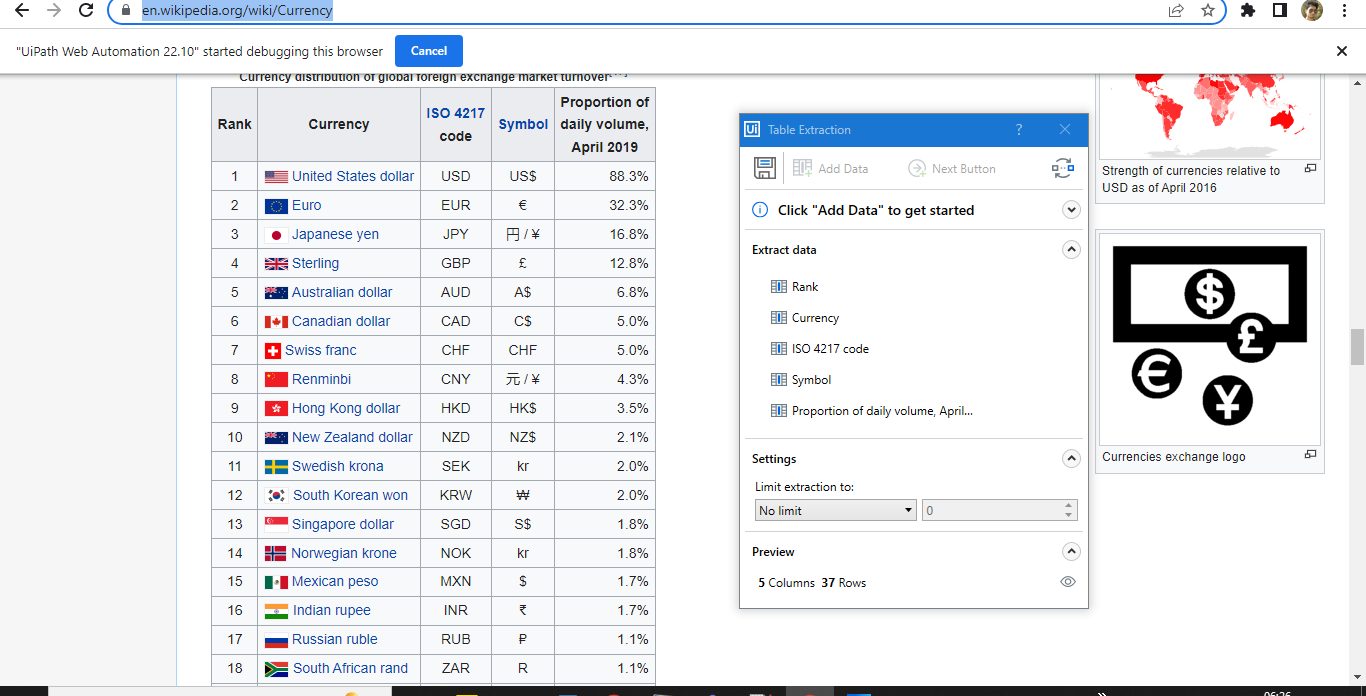 en.wikipedia.org/wiki/Currency
"UiPath Web Automation 22.10" started debugging this browser Cancel
Currency distribution of global foreign exchange market turnover
Rank Currency ISO 4217 code Symbol Proportion of daily volume, April 2019
1 United States dollar USD US$ 88.3%
2 Euro EUR € 32.3%
3 Japanese yen JPY 円 / ¥ 16.8%
4 Sterling GBP £ 12.8%
5 Australian dollar AUD A$ 6.8%
6 Canadian dollar CAD C$ 5.0%
7 Swiss franc CHF CHF 5.0%
8 Renminbi CNY 元 / ¥ 4.3%
9 Hong Kong dollar HKD HK$ 3.5%
10 New Zealand dollar NZD NZ$ 2.1%
11 Swedish krona SEK kr 2.0%
12 South Korean won KRW ₩ 2.0%
13 Singapore dollar SGD S$ 1.8%
14 Norwegian krone NOK kr 1.8%
15 Mexican peso MXN $ 1.7%
16 Indian rupee INR ₹ 1.7%
17 Russian ruble RUB ₽ 1.1%
18 South African rand ZAR R 1.1%
Ui Table Extraction ?
Add Data Next Button
Click "Add Data" to get started
Extract data
Rank
Currency
ISO 4217 code
Symbol
Proportion of daily volume, April...
Settings
Limit extraction to:
No limit 0
Preview
5 Columns 37 Rows
Strength of currencies relative to
USD as of April 2016
$
£
€
¥
Currencies exchange logo